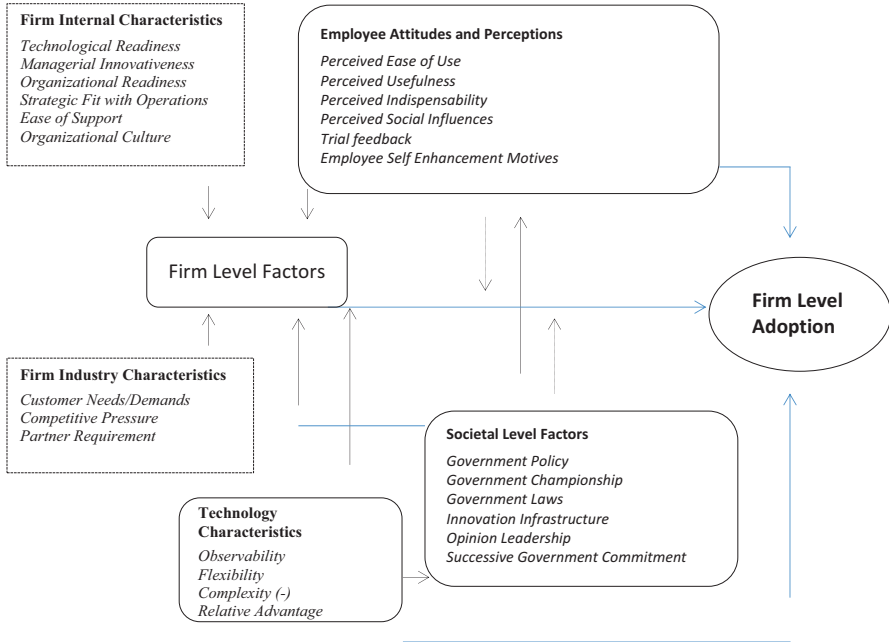 Firm Internal Characteristics
Technological Readiness
Managerial Innovativeness
Organizational Readiness
Strategic Fit with Operations
Ease of Support
Organizational Culture
Employee Attitudes and Perceptions
Perceived Ease of Use
Perceived Usefulness
Perceived Indispensability
Perceived Social Influences
Trial feedback
Employee Self Enhancement Motives
Firm Level Factors
Firm Level
Adoption
Firm Industry Characteristics
Customer Needs/Demands
Competitive Pressure
Partner Requirement
Societal Level Factors
Government Policy
Government Championship
Government Laws
Innovation Infrastructure
Opinion Leadership
Successive Government Commitment
Technology
Characteristics
Observability
Flexibility
Complexity (-)
Relative Advantage